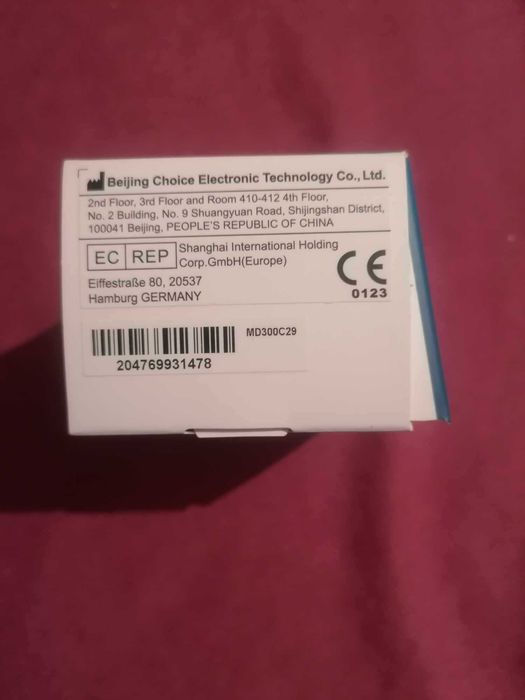 Beijing Choice Electronic Technology Co., Ltd.
2nd Floor, 3rd Floor and Room 410-412 4th Floor,
No. 2 Building, No. 9 Shuangyuan Road, Shijingshan District,
100041 Beijing, PEOPLE'S REPUBLIC OF CHINA
EC REP Shanghai International Holding
Corp.GmbH(Europe)
Eiffestraße 80, 20537
Hamburg GERMANY
CE
0123
MD300C29
204769931478